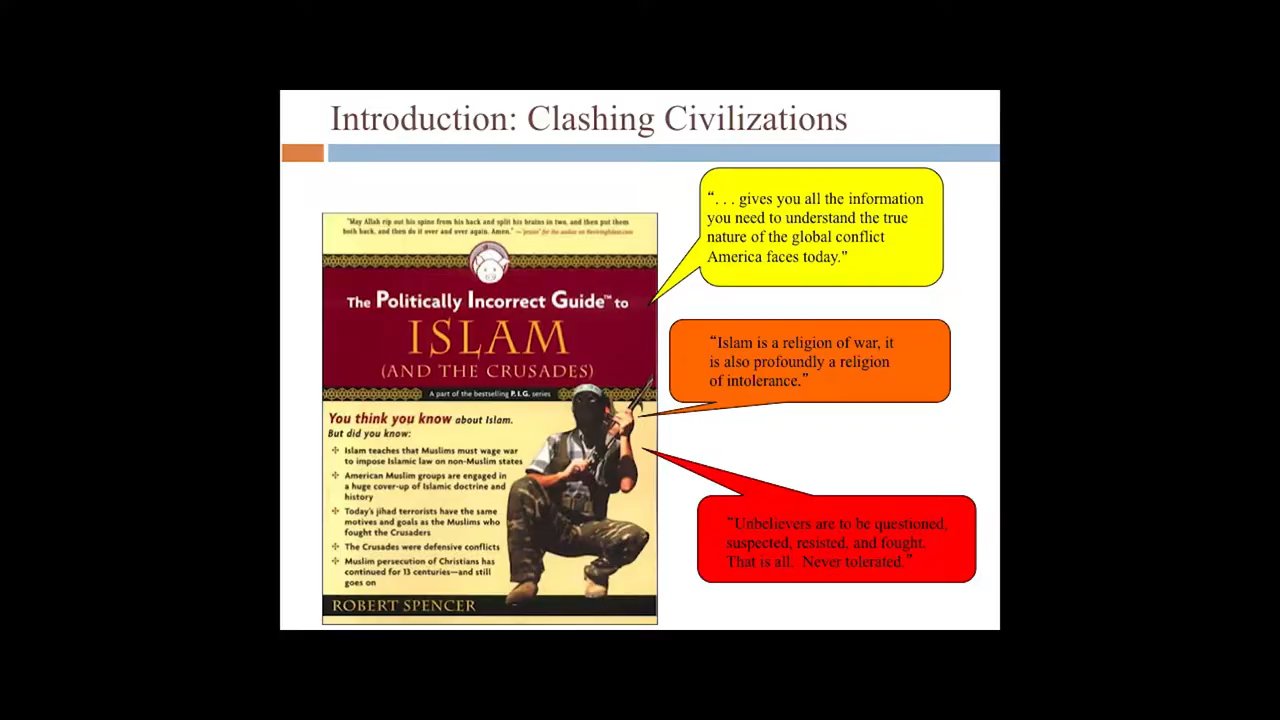 Introduction: Clashing Civilizations
"May Allah rip out his spine from his back and split his brains in two, and then put them
both back, and then do it over and over again. Amen." —"praise" for the author on RevivingIslam.com
The Politically Incorrect Guide™ to
ISLAM
(AND THE CRUSADES)
A part of the bestselling P.I.G. series
You think you know about Islam.
But did you know:
✣ Islam teaches that Muslims must wage war
to impose Islamic law on non-Muslim states
✣ American Muslim groups are engaged in
a huge cover-up of Islamic doctrine and
history
✣ Today's jihad terrorists have the same
motives and goals as the Muslims who
fought the Crusaders
✣ The Crusades were defensive conflicts
✣ Muslim persecution of Christians has
continued for 13 centuries—and still
goes on
ROBERT SPENCER
“. . . gives you all the information
you need to understand the true
nature of the global conflict
America faces today."
“Islam is a religion of war, it
is also profoundly a religion
of intolerance.”
“Unbelievers are to be questioned,
suspected, resisted, and fought.
That is all.  Never tolerated.”